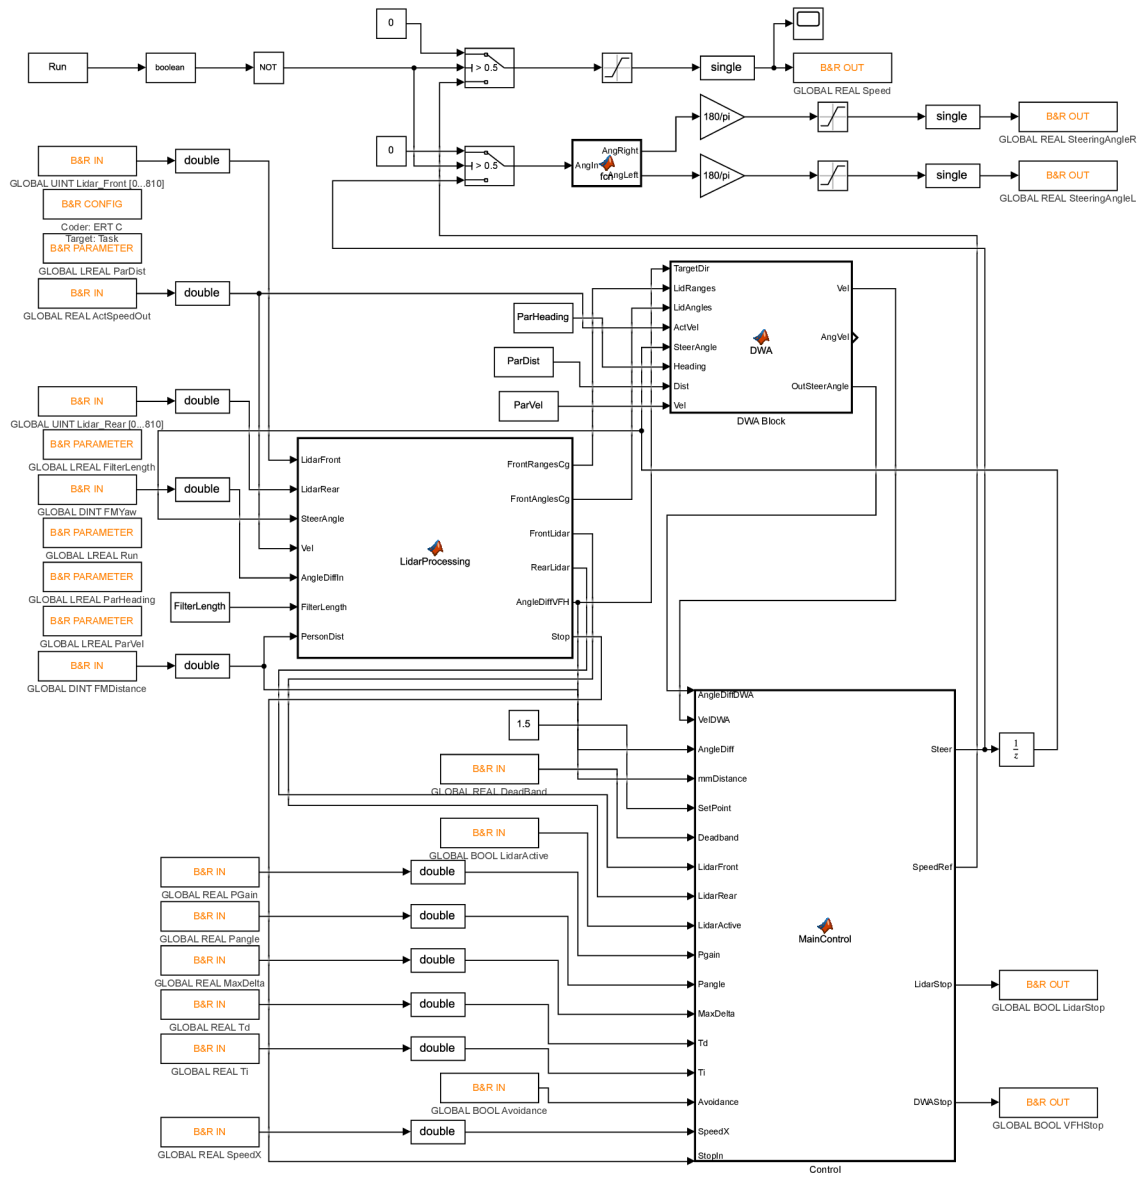 0
Run
boolean
NOT
> 0.5
single
B&R OUT
GLOBAL REAL Speed
180/pi
single
B&R OUT
GLOBAL REAL SteeringAngleR
0
> 0.5
AngIn
AngRight
fcn
AngLeft
180/pi
single
B&R OUT
GLOBAL REAL SteeringAngleL
B&R IN
double
GLOBAL UINT Lidar_Front [0...810]
B&R CONFIG
Coder: ERT C
Target: Task
B&R PARAMETER
GLOBAL LREAL ParDist
B&R IN
double
GLOBAL REAL ActSpeedOut
ParHeading
ParDist
ParVel
TargetDir
LidRanges
LidAngles
ActVel
SteerAngle
Heading
Dist
Vel
DWA
Vel
AngVel
OutSteerAngle
DWA Block
B&R IN
double
GLOBAL UINT Lidar_Rear [0...810]
B&R PARAMETER
GLOBAL LREAL FilterLength
B&R IN
double
GLOBAL DINT FMYaw
B&R PARAMETER
GLOBAL LREAL Run
B&R PARAMETER
GLOBAL LREAL ParHeading
B&R PARAMETER
GLOBAL LREAL ParVel
B&R IN
double
GLOBAL DINT FMDistance
FilterLength
LidarFront
LidarRear
SteerAngle
Vel
AngleDiffIn
FilterLength
PersonDist
LidarProcessing
FrontRangesCg
FrontAnglesCg
FrontLidar
RearLidar
AngleDiffVFH
Stop
1.5
B&R IN
GLOBAL REAL DeadBand
B&R IN
GLOBAL BOOL LidarActive
B&R IN
double
GLOBAL REAL PGain
B&R IN
double
GLOBAL REAL Pangle
B&R IN
double
GLOBAL REAL MaxDelta
B&R IN
double
GLOBAL REAL Td
B&R IN
double
GLOBAL REAL Ti
B&R IN
GLOBAL BOOL Avoidance
B&R IN
double
GLOBAL REAL SpeedX
AngleDiffDWA
VelDWA
AngleDiff
mmDistance
SetPoint
Deadband
LidarFront
LidarRear
LidarActive
Pgain
Pangle
MaxDelta
Td
Ti
Avoidance
SpeedX
StopIn
MainControl
Steer
SpeedRef
LidarStop
DWAStop
Control
1
z
B&R OUT
GLOBAL BOOL LidarStop
B&R OUT
GLOBAL BOOL VFHStop